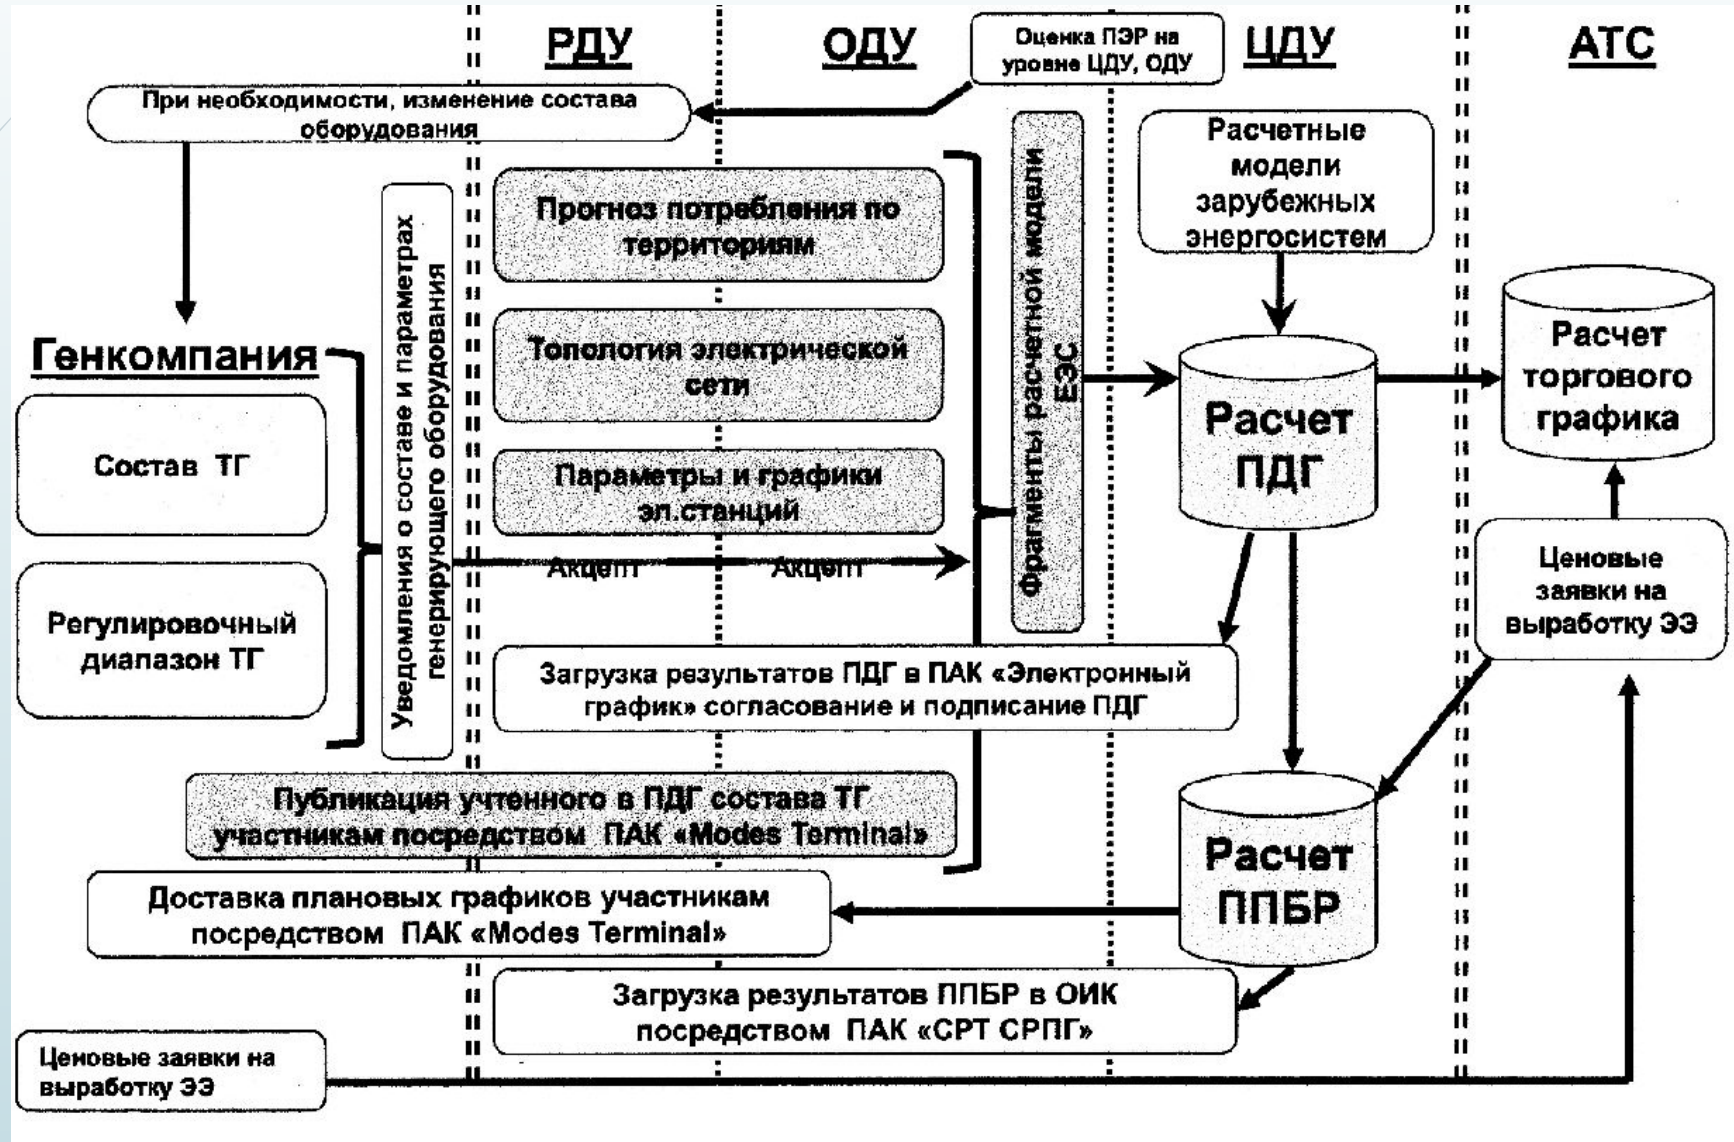 РДУ
ОДУ
Оценка ПЭР на
уровне ЦДУ, ОДУ
ЦДУ
АТС
При необходимости, изменение состава
оборудования
Расчетные
модели
зарубежных
энергосистем
Прогноз потребления по
территориям
Топология электрической
сети
Параметры и графики
эл.станций
Акцепт
Акцепт
Уведомления о составе и параметрах
генерирующего оборудования
Фрагменты расчетной модели
ЕЭС
Генкомпания
Состав ТГ
Регулировочный
диапазон ТГ
Расчет
ПДГ
Расчет
торгового
графика
Ценовые
заявки на
выработку ЭЭ
Загрузка результатов ПДГ в ПАК «Электронный
график» согласование и подписание ПДГ
Публикация учтенного в ПДГ состава ТГ
участникам посредством ПАК «Modes Terminal»
Расчет
ППБР
Доставка плановых графиков участникам
посредством ПАК «Modes Terminal»
Загрузка результатов ППБР в ОИК
посредством ПАК «СРТ СРПГ»
Ценовые заявки на
выработку ЭЭ